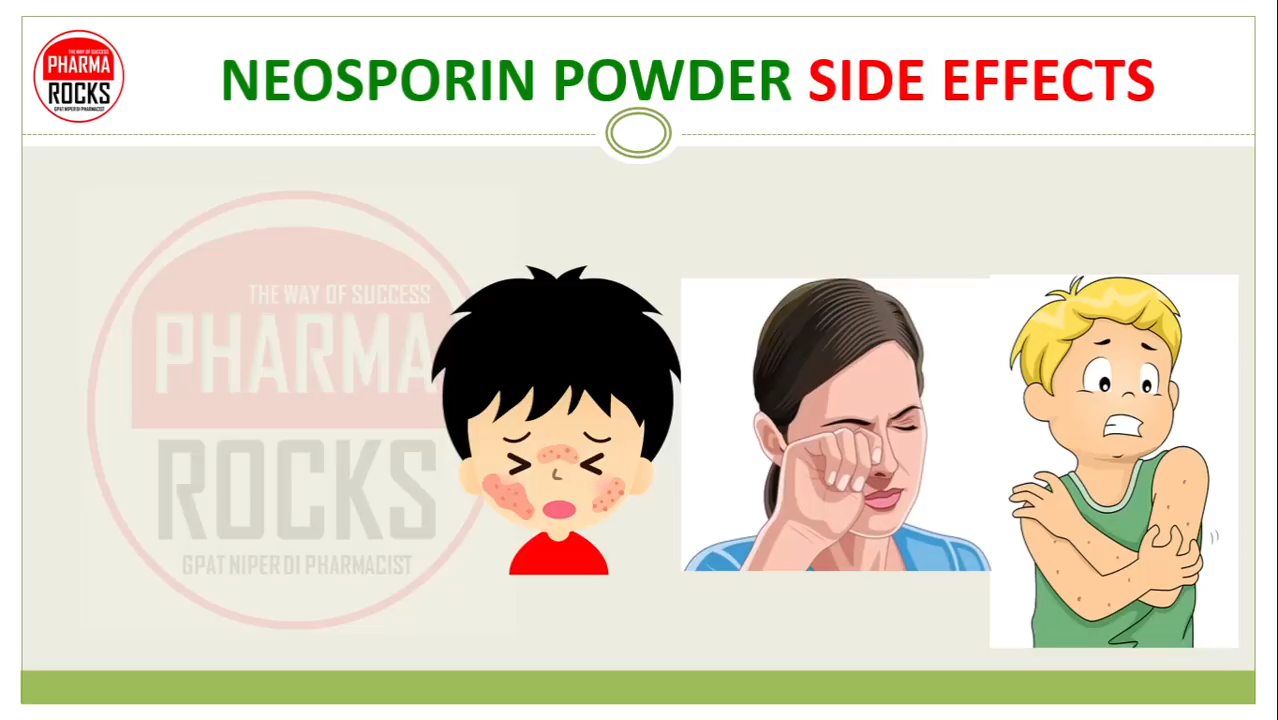 THE WAY OF SUCCESS
PHARMA
ROCKS
GPAT NIPER DI PHARMACIST
NEOSPORIN POWDER SIDE EFFECTS
THE WAY OF SUCCESS
PHARMA
ROCKS
GPAT NIPER DI PHARMACIST